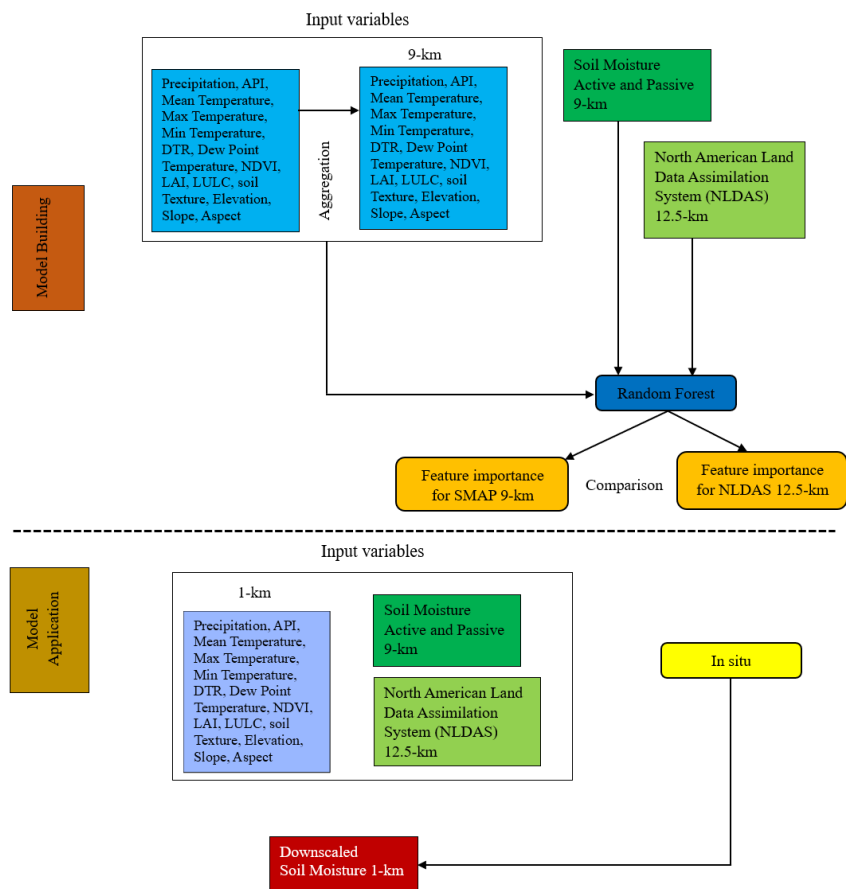 Input variables
9-km
Precipitation, API,
Mean Temperature,
Max Temperature,
Min Temperature,
DTR, Dew Point
Temperature, NDVI,
LAI, LULC, soil
Texture, Elevation,
Slope, Aspect
Aggregation
Precipitation, API,
Mean Temperature,
Max Temperature,
Min Temperature,
DTR, Dew Point
Temperature, NDVI,
LAI, LULC, soil
Texture, Elevation,
Slope, Aspect
Soil Moisture
Active and Passive
9-km
North American Land
Data Assimilation
System (NLDAS)
12.5-km
Model Building
Random Forest
Feature importance
for SMAP 9-km
Comparison
Feature importance
for NLDAS 12.5-km
Input variables
Model
Application
1-km
Precipitation, API,
Mean Temperature,
Max Temperature,
Min Temperature,
DTR, Dew Point
Temperature, NDVI,
LAI, LULC, soil
Texture, Elevation,
Slope, Aspect
Soil Moisture
Active and Passive
9-km
North American Land
Data Assimilation
System (NLDAS)
12.5-km
In situ
Downscaled
Soil Moisture 1-km